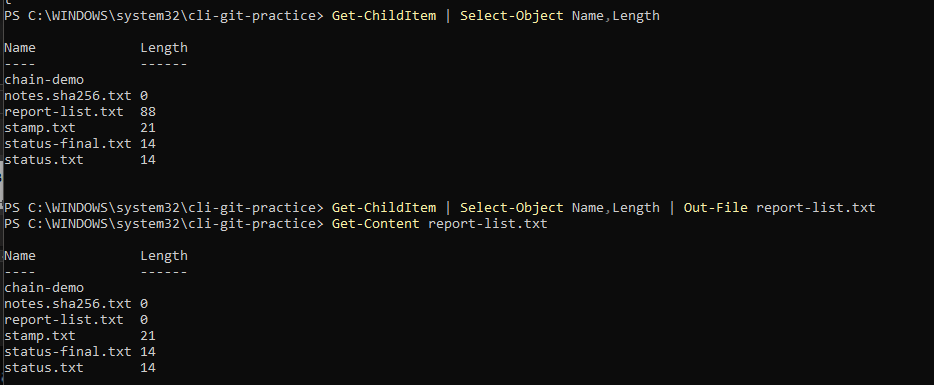 PS C:\WINDOWS\system32\cli-git-practice> Get-ChildItem | Select-Object Name,Length
Name Length
---- ------
chain-demo
notes.sha256.txt 0
report-list.txt 88
stamp.txt 21
status-final.txt 14
status.txt 14
PS C:\WINDOWS\system32\cli-git-practice> Get-ChildItem | Select-Object Name,Length | Out-File report-list.txt
PS C:\WINDOWS\system32\cli-git-practice> Get-Content report-list.txt
Name Length
---- ------
chain-demo
notes.sha256.txt 0
report-list.txt 0
stamp.txt 21
status-final.txt 14
status.txt 14